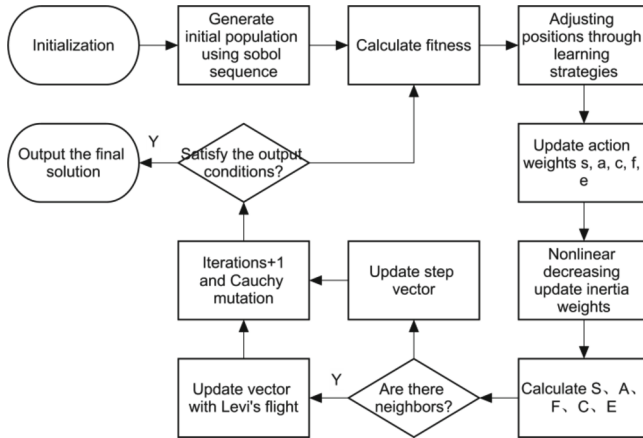 Initialization
Generate
initial population
using sobol
sequence
Calculate fitness
Adjusting
positions through
learning
strategies
Output the final
solution
Y
Satisfy the output
conditions?
Update action
weights s, a, c, f,
e
Iterations+1
and Cauchy
mutation
Update step
vector
Nonlinear
decreasing
update inertia
weights
Update vector
with Levi's flight
Y
Are there
neighbors?
Calculate S、A、
F、C、E